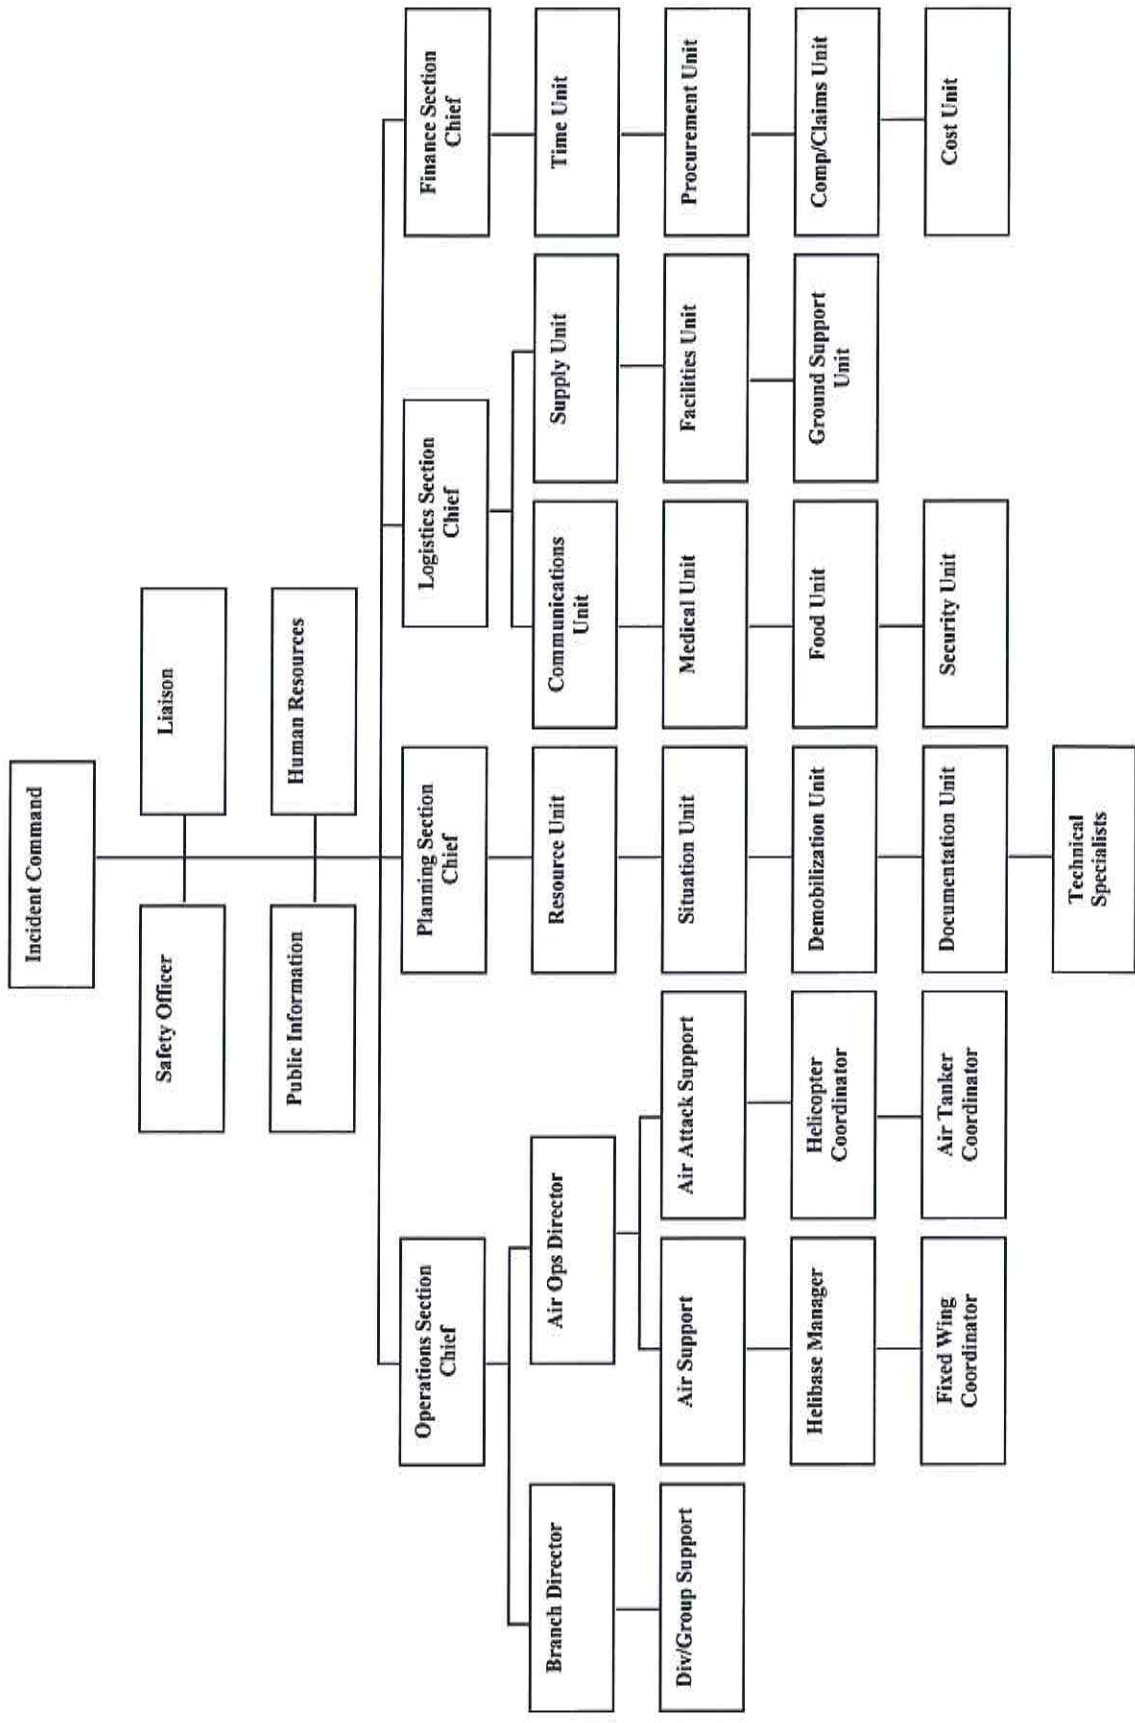 Incident Command
Safety Officer
Liaison
Public Information
Human Resources
Operations Section
Chief
Planning Section
Chief
Logistics Section
Chief
Finance Section
Chief
Branch Director
Air Ops Director
Resource Unit
Communications
Unit
Supply Unit
Time Unit
Div/Group Support
Air Support
Air Attack Support
Situation Unit
Medical Unit
Facilities Unit
Procurement Unit
Helibase Manager
Helicopter
Coordinator
Demobilization Unit
Food Unit
Ground Support
Unit
Comp/Claims Unit
Fixed Wing
Coordinator
Air Tanker
Coordinator
Documentation Unit
Security Unit
Cost Unit
Technical
Specialists